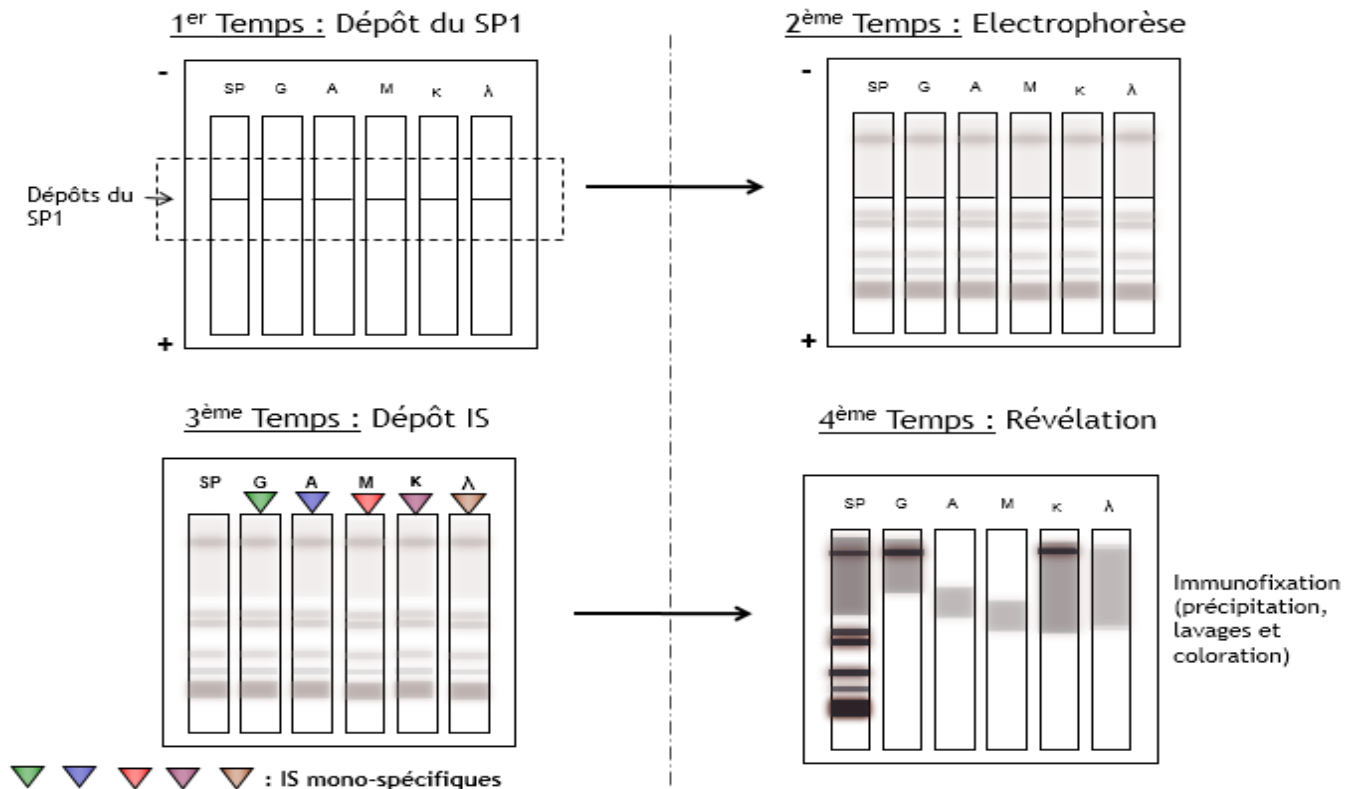 1er Temps : Dépôt du SP1
-
SP G A M κ λ
Dépôts du
SP1
+
2ème Temps : Electrophorèse
-
SP G A M κ λ
+
3ème Temps : Dépôt IS
SP G A M κ λ
: IS mono-spécifiques
4ème Temps : Révélation
SP G A M κ λ
Immunofixation
(précipitation,
lavages et
coloration)